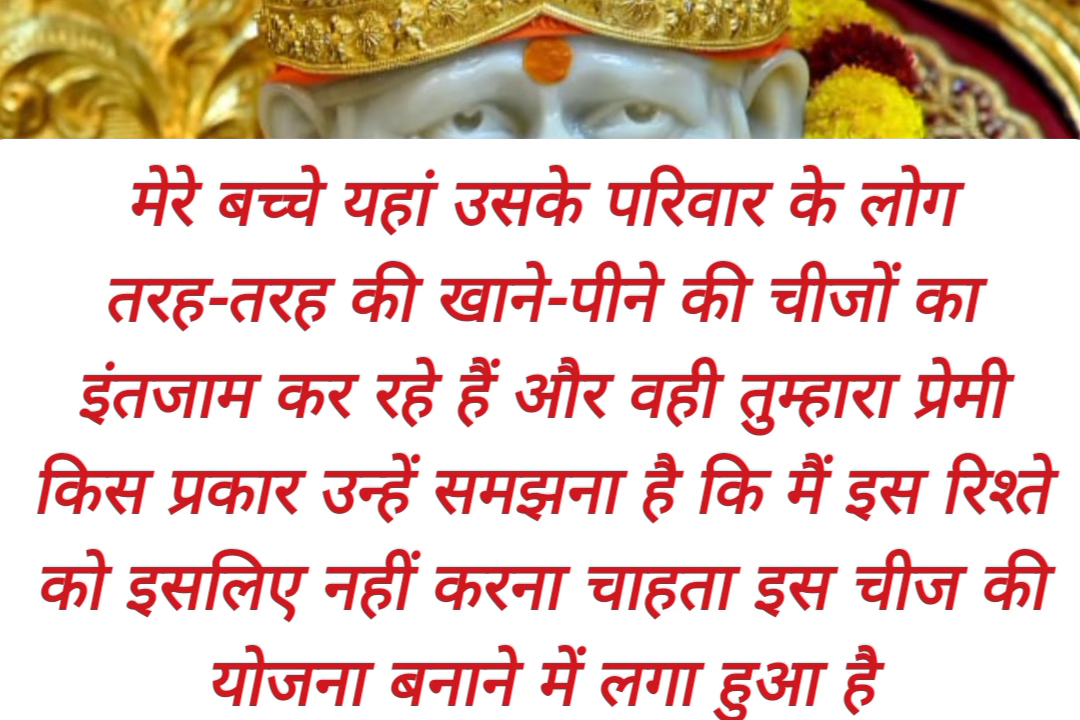 मेरे बच्चे यहां उसके परिवार के लोग
तरह-तरह की खाने-पीने की चीजों का
इंतजाम कर रहे हैं और वही तुम्हारा प्रेमी
किस प्रकार उन्हें समझना है कि मैं इस रिश्ते
को इसलिए नहीं करना चाहता इस चीज की
योजना बनाने में लगा हुआ है